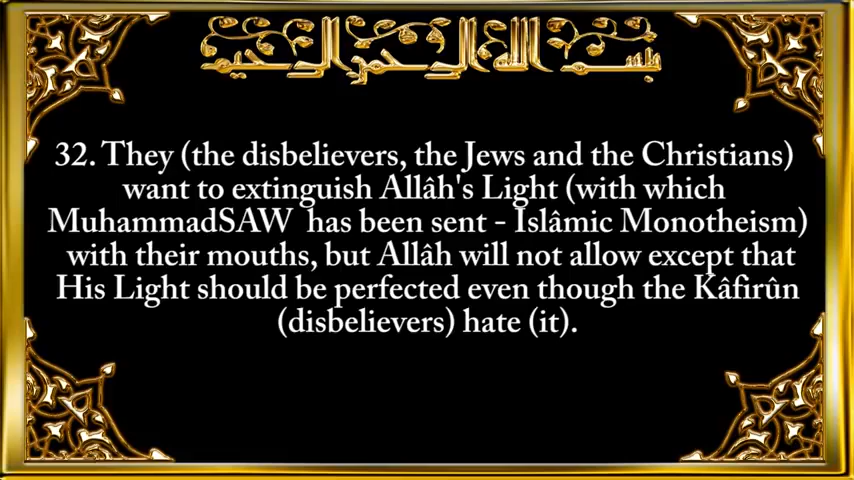 بسم الله الرحمن الرحيم
32. They (the disbelievers, the Jews and the Christians)
want to extinguish Allâh's Light (with which
MuhammadSAW has been sent - Islâmic Monotheism)
with their mouths, but Allâh will not allow except that
His Light should be perfected even though the Kâfirûn
(disbelievers) hate (it).